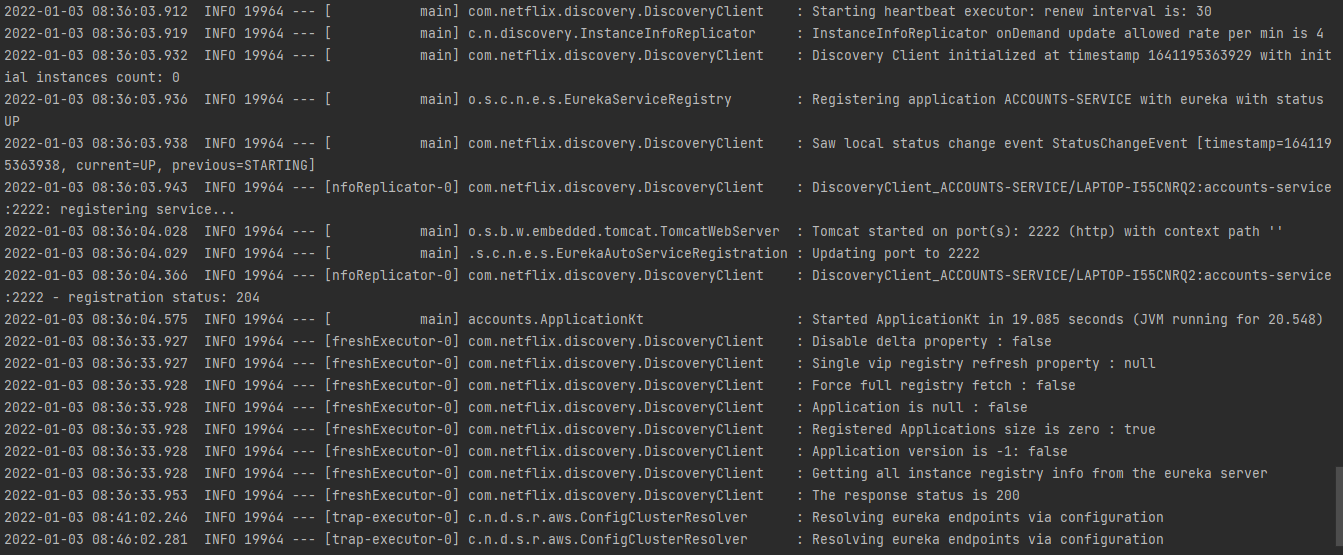 2022-01-03 08:36:03.912  INFO 19964 --- [           main] com.netflix.discovery.DiscoveryClient    : Starting heartbeat executor: renew interval is: 30
2022-01-03 08:36:03.919  INFO 19964 --- [           main] c.n.discovery.InstanceInfoReplicator     : InstanceInfoReplicator onDemand update allowed rate per min is 4
2022-01-03 08:36:03.932  INFO 19964 --- [           main] com.netflix.discovery.DiscoveryClient    : Discovery Client initialized at timestamp 1641195363929 with init
ial instances count: 0
2022-01-03 08:36:03.936  INFO 19964 --- [           main] o.s.c.n.e.s.EurekaServiceRegistry        : Registering application ACCOUNTS-SERVICE with eureka with status
UP
2022-01-03 08:36:03.938  INFO 19964 --- [           main] com.netflix.discovery.DiscoveryClient    : Saw local status change event StatusChangeEvent [timestamp=164119
5363938, current=UP, previous=STARTING]
2022-01-03 08:36:03.943  INFO 19964 --- [nfoReplicator-0] com.netflix.discovery.DiscoveryClient    : DiscoveryClient_ACCOUNTS-SERVICE/LAPTOP-I55CNRQ2:accounts-service
:2222: registering service...
2022-01-03 08:36:04.028  INFO 19964 --- [           main] o.s.b.w.embedded.tomcat.TomcatWebServer  : Tomcat started on port(s): 2222 (http) with context path ''
2022-01-03 08:36:04.029  INFO 19964 --- [           main] .s.c.n.e.s.EurekaAutoServiceRegistration : Updating port to 2222
2022-01-03 08:36:04.366  INFO 19964 --- [nfoReplicator-0] com.netflix.discovery.DiscoveryClient    : DiscoveryClient_ACCOUNTS-SERVICE/LAPTOP-I55CNRQ2:accounts-service
:2222 - registration status: 204
2022-01-03 08:36:04.575  INFO 19964 --- [           main] accounts.ApplicationKt                   : Started ApplicationKt in 19.085 seconds (JVM running for 20.548)
2022-01-03 08:36:33.927  INFO 19964 --- [freshExecutor-0] com.netflix.discovery.DiscoveryClient    : Disable delta property : false
2022-01-03 08:36:33.927  INFO 19964 --- [freshExecutor-0] com.netflix.discovery.DiscoveryClient    : Single vip registry refresh property : null
2022-01-03 08:36:33.928  INFO 19964 --- [freshExecutor-0] com.netflix.discovery.DiscoveryClient    : Force full registry fetch : false
2022-01-03 08:36:33.928  INFO 19964 --- [freshExecutor-0] com.netflix.discovery.DiscoveryClient    : Application is null : false
2022-01-03 08:36:33.928  INFO 19964 --- [freshExecutor-0] com.netflix.discovery.DiscoveryClient    : Registered Applications size is zero : true
2022-01-03 08:36:33.928  INFO 19964 --- [freshExecutor-0] com.netflix.discovery.DiscoveryClient    : Application version is -1: false
2022-01-03 08:36:33.928  INFO 19964 --- [freshExecutor-0] com.netflix.discovery.DiscoveryClient    : Getting all instance registry info from the eureka server
2022-01-03 08:36:33.953  INFO 19964 --- [freshExecutor-0] com.netflix.discovery.DiscoveryClient    : The response status is 200
2022-01-03 08:41:02.246  INFO 19964 --- [trap-executor-0] c.n.d.s.r.aws.ConfigClusterResolver      : Resolving eureka endpoints via configuration
2022-01-03 08:46:02.281  INFO 19964 --- [trap-executor-0] c.n.d.s.r.aws.ConfigClusterResolver      : Resolving eureka endpoints via configuration